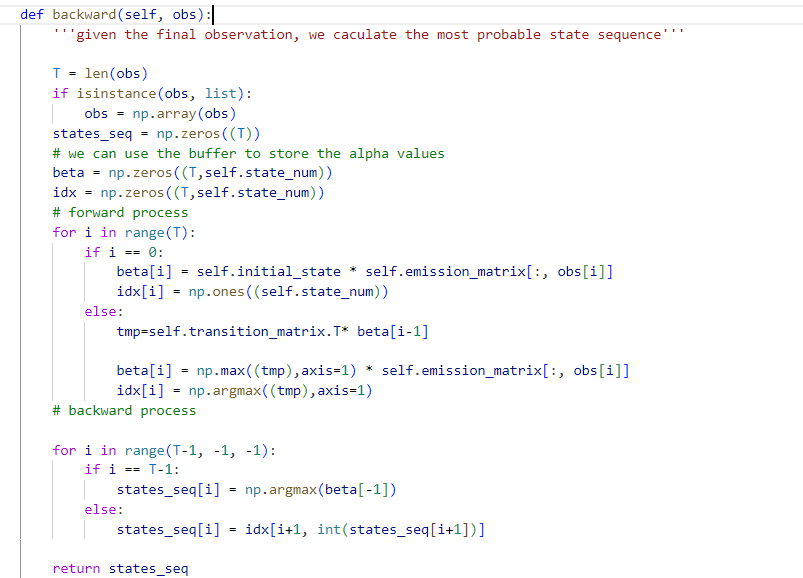 def backward(self, obs):
    '''given the final observation, we caculate the most probable state sequence'''
    T = len(obs)
    if isinstance(obs, list):
        obs = np.array(obs)
    states_seq = np.zeros((T))
    # we can use the buffer to store the alpha values
    beta = np.zeros((T,self.state_num))
    idx = np.zeros((T,self.state_num))
    # forward process
    for i in range(T):
        if i == 0:
            beta[i] = self.initial_state * self.emission_matrix[:, obs[i]]
            idx[i] = np.ones((self.state_num))
        else:
            tmp=self.transition_matrix.T* beta[i-1]
            beta[i] = np.max((tmp),axis=1) * self.emission_matrix[:, obs[i]]
            idx[i] = np.argmax((tmp),axis=1)
    # backward process
    for i in range(T-1, -1, -1):
        if i == T-1:
            states_seq[i] = np.argmax(beta[-1])
        else:
            states_seq[i] = idx[i+1, int(states_seq[i+1])]
    return states_seq